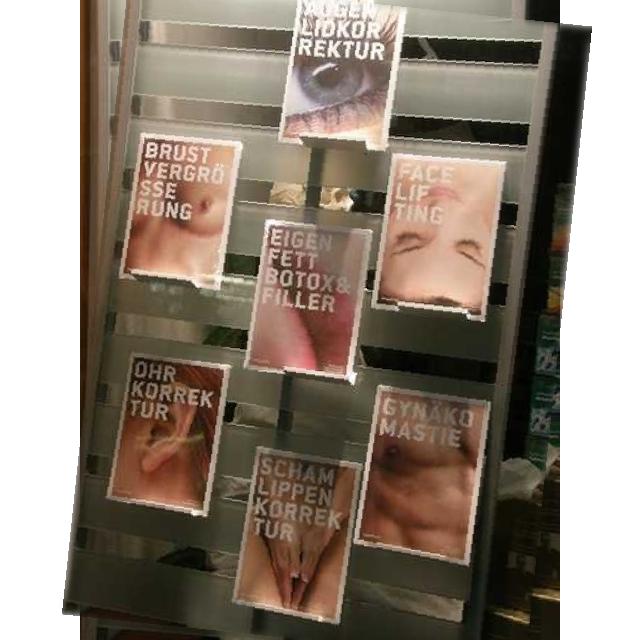 AUGEN
LIDKOR
REKTUR
BRUST
VERGRÖ
SSE
RUNG
FACE
LIF
TING
EIGEN
FETT
BOTOX&
FILLER
OHR
KORREK
TUR
GYNÄKO
MASTIE
SCHAM
LIPPEN
KORREK
TUR